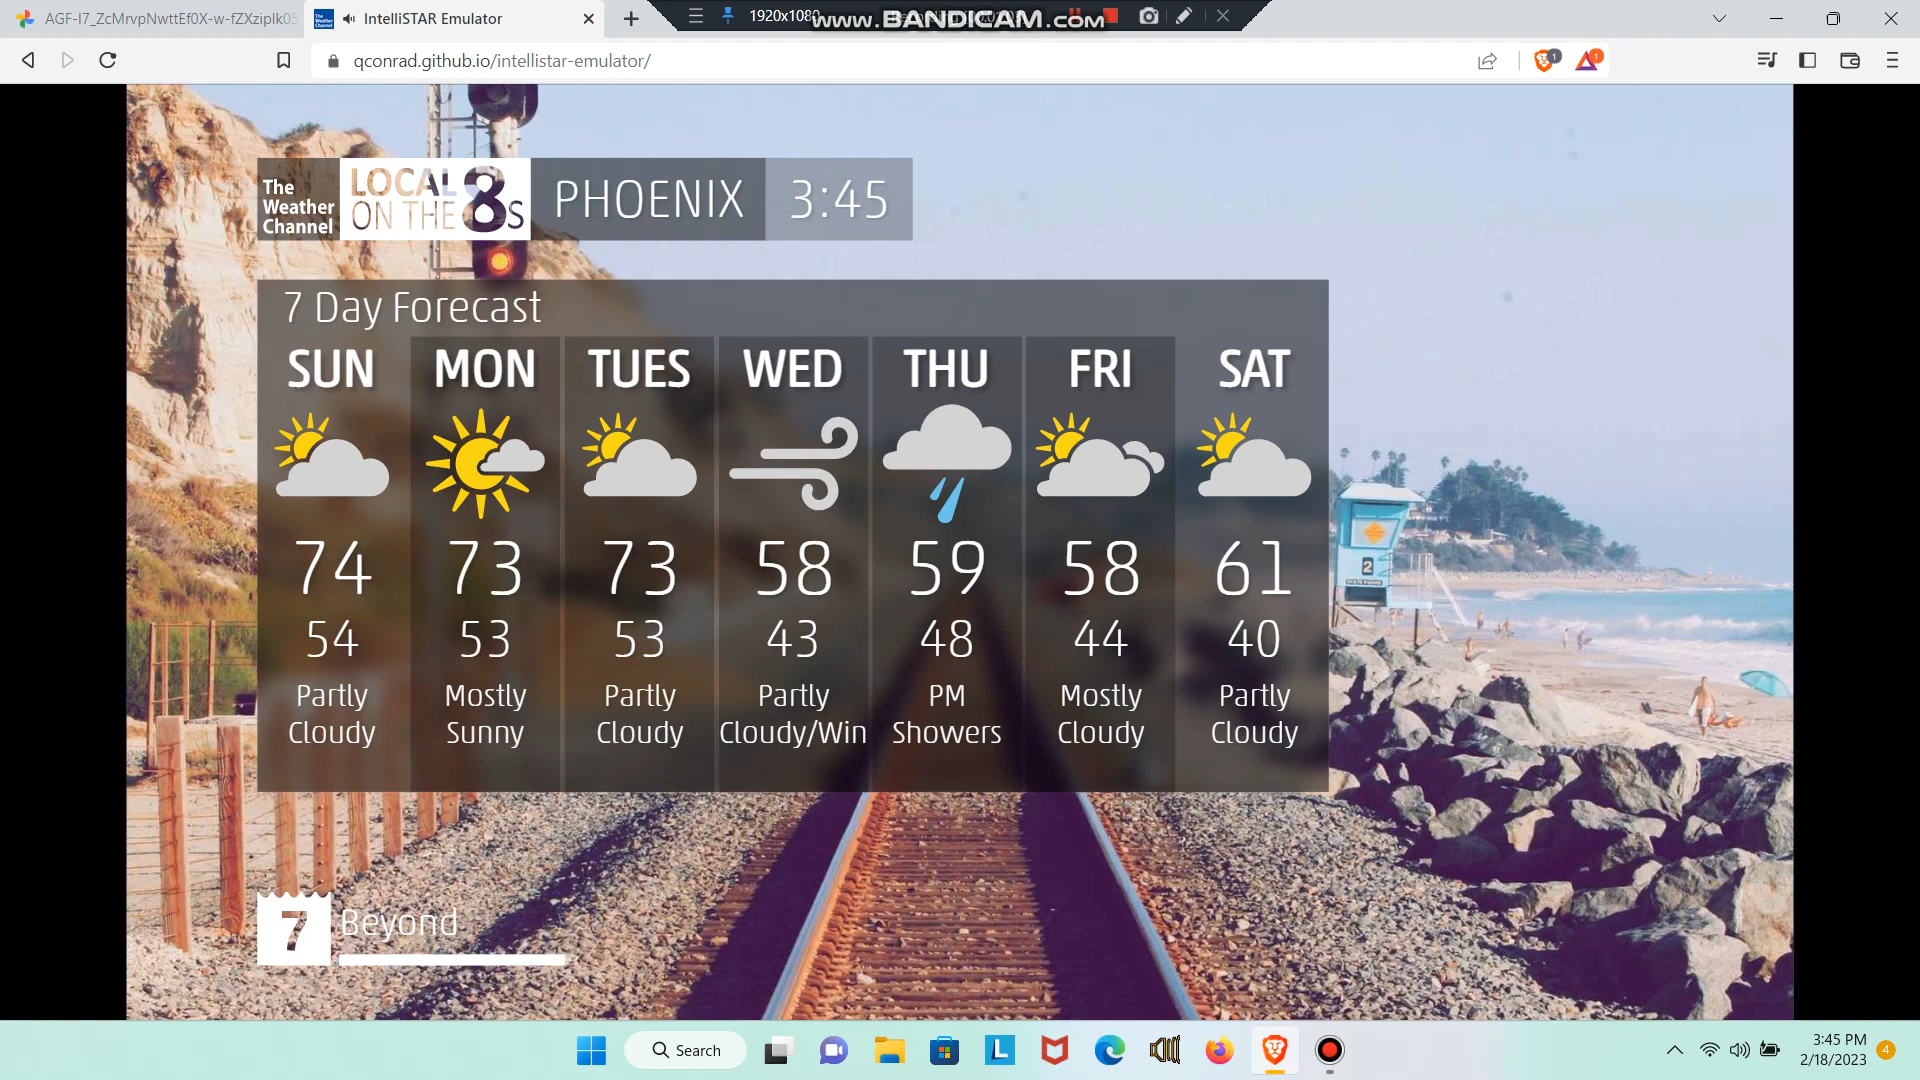 AGF-I7_ZcMrvpNwttEf0X-w-fZXzipIk05
IntelliSTAR Emulator
1920x1080
www.BANDICAM.com
qconrad.github.io/intellistar-emulator/
1
1
The Weather Channel
LOCAL ON THE 8s
PHOENIX
3:45
7 Day Forecast
SUN MON TUES WED THU FRI SAT
74 73 73 58 59 58 61
54 53 53 43 48 44 40
Partly Mostly Partly Partly PM Mostly Partly
Cloudy Sunny Cloudy Cloudy/Win Showers Cloudy Cloudy
2
7 Beyond
Search
3:45 PM
2/18/2023
4